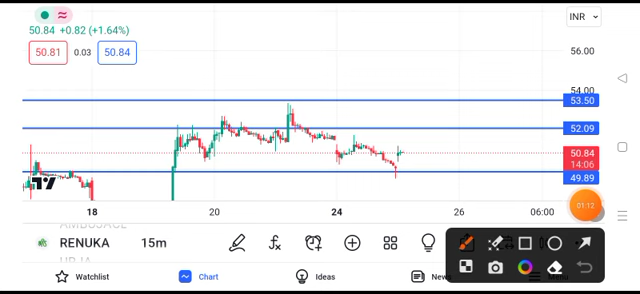 INR
50.84 +0.82 (+1.64%)
50.81 0.03 50.84
56.00
54.00
53.50
52.09
50.84
14:06
49.89
18 20 24 26 06:00
01:12
RENUKA 15m
Watchlist Chart Ideas News Menu